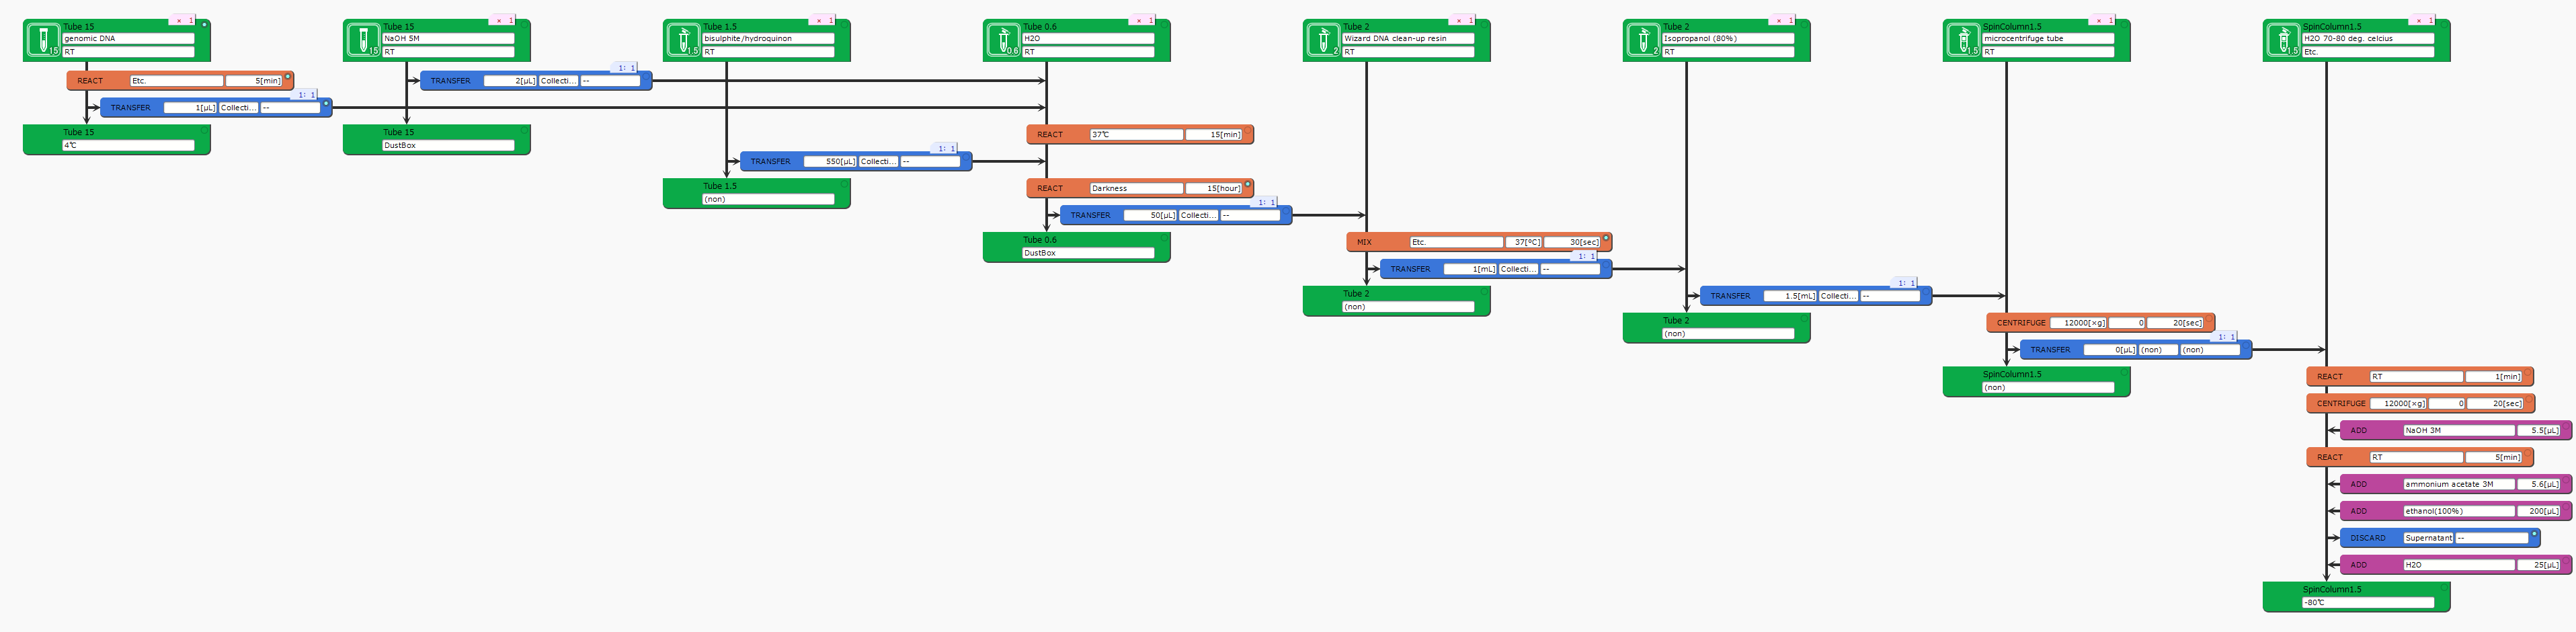 × 1
Tube 15
genomic DNA
15
RT
× 1
Tube 15
NaOH 5M
15
RT
× 1
Tube 1.5
bisulphite/hydroquinon
1.5
RT
× 1
Tube 0.6
H2O
0.6
RT
× 1
Tube 2
Wizard DNA clean-up resin
2
RT
× 1
Tube 2
Isopropanol (80%)
2
RT
× 1
SpinColumn1.5
microcentrifuge tube
1.5
RT
× 1
SpinColumn1.5
H2O 70-80 deg. celcius
1.5
Etc.
1: 1
REACT Etc. 5[min]
TRANSFER 2[µL] Collecti... --
1: 1
TRANSFER 1[µL] Collecti... --
Tube 15
4℃
Tube 15
DustBox
REACT 37℃ 15[min]
1: 1
TRANSFER 550[µL] Collecti... --
Tube 1.5
(non)
REACT Darkness 15[hour]
1: 1
TRANSFER 50[µL] Collecti... --
Tube 0.6
DustBox
MIX Etc. 37[℃] 30[sec]
1: 1
TRANSFER 1[mL] Collecti... --
Tube 2
(non)
1: 1
TRANSFER 1.5[mL] Collecti... --
Tube 2
(non)
CENTRIFUGE 12000[×g] 0 20[sec]
1: 1
TRANSFER 0[µL] (non) (non)
SpinColumn1.5
(non)
REACT RT 1[min]
CENTRIFUGE 12000[×g] 0 20[sec]
ADD NaOH 3M 5.5[µL]
REACT RT 5[min]
ADD ammonium acetate 3M 5.6[µL]
ADD ethanol(100%) 200[µL]
DISCARD Supernatant --
ADD H2O 25[µL]
SpinColumn1.5
-80℃